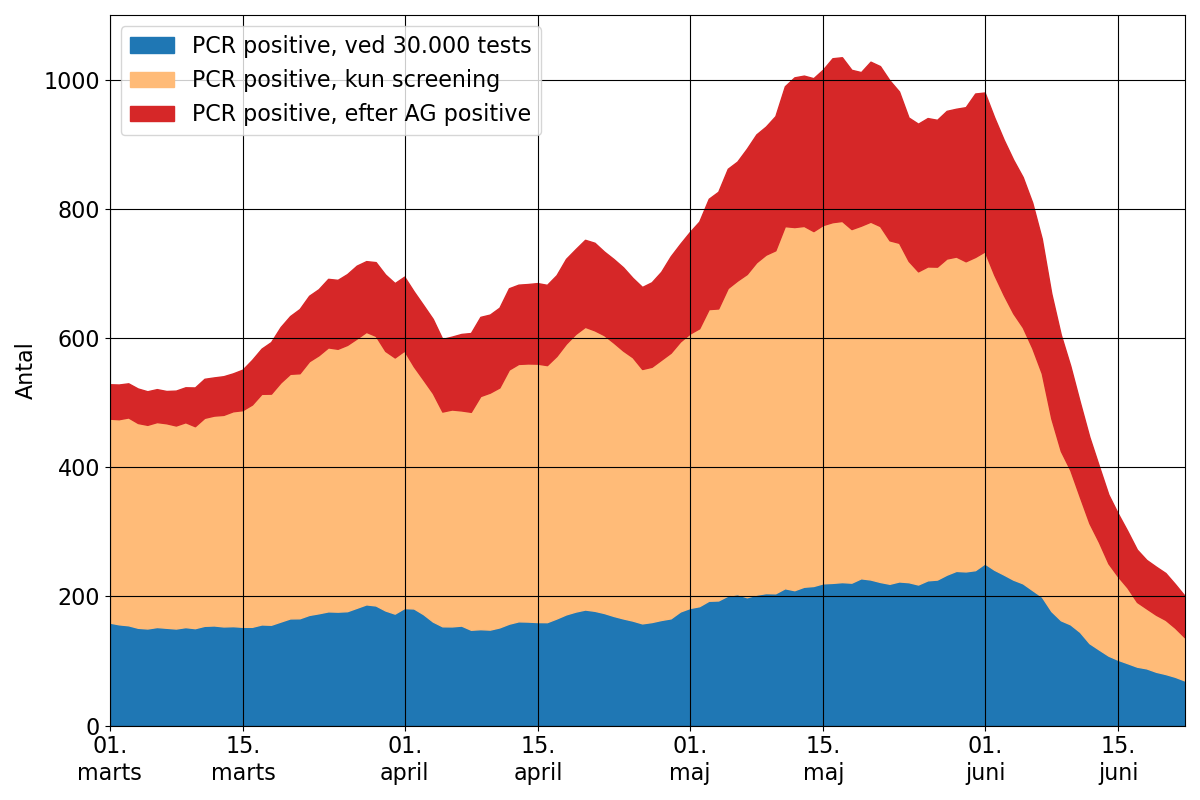 PCR positive, ved 30.000 tests
PCR positive, kun screening
PCR positive, efter AG positive
Antal
1000
800
600
400
200
0
01. 15. 01. 15. 01. 15. 01. 15.
marts marts april april maj maj juni juni